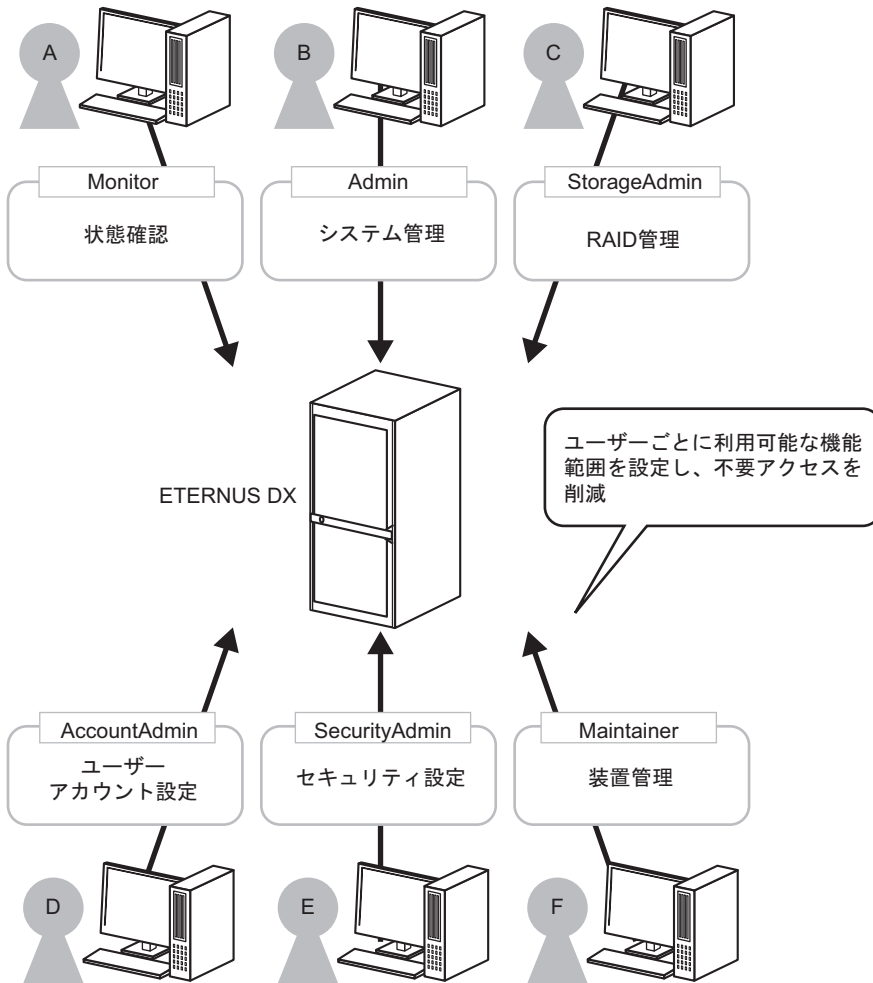 A
B
C
Monitor
Admin
StorageAdmin
状態確認
システム管理
RAID管理
ETERNUS DX
ユーザーごとに利用可能な機能
範囲を設定し、不要アクセスを
削減
AccountAdmin
SecurityAdmin
Maintainer
ユーザー
アカウント設定
セキュリティ設定
装置管理
D
E
F